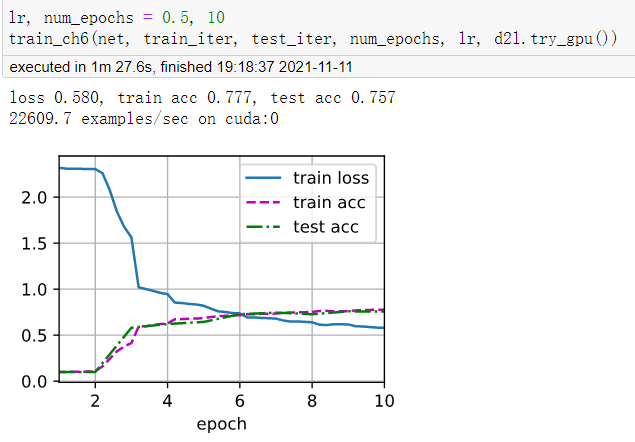 lr, num_epochs = 0.5, 10
train_ch6(net, train_iter, test_iter, num_epochs, lr, d2l.try_gpu())
executed in 1m 27.6s, finished 19:18:37 2021-11-11
loss 0.580, train acc 0.777, test acc 0.757
22609.7 examples/sec on cuda:0
train loss
train acc
test acc
2.0
1.5
1.0
0.5
0.0
2 4 6 8 10
epoch